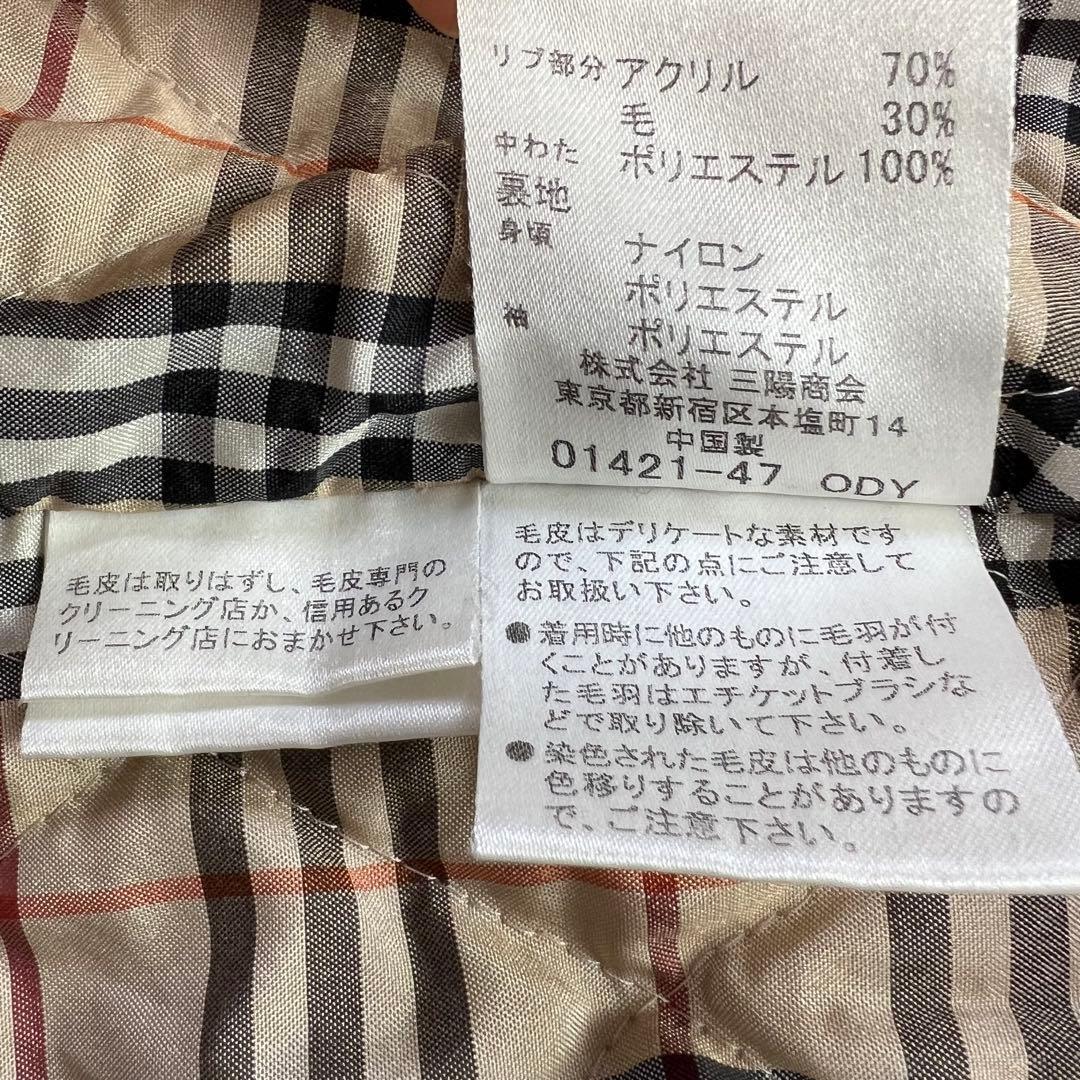 リブ部分 アクリル 70%
毛 30%
中わた ポリエステル 100%
裏地
身頃 ナイロン
ポリエステル
袖 ポリエステル
株式会社 三陽商会
東京都新宿区本塩町14
中国製
01421-47 ODY
毛皮は取りはずし、毛皮専門の
クリーニング店か、信用あるク
リーニング店におまかせ下さい。
毛皮はデリケートな素材です
ので、下記の点にご注意して
お取扱い下さい。
●着用時に他のものに毛羽が付
くことがありますが、付着し
た毛羽はエチケットブラシな
どで取り除いて下さい。
●染色された毛皮は他のものに
色移りすることがありますの
で、ご注意下さい。